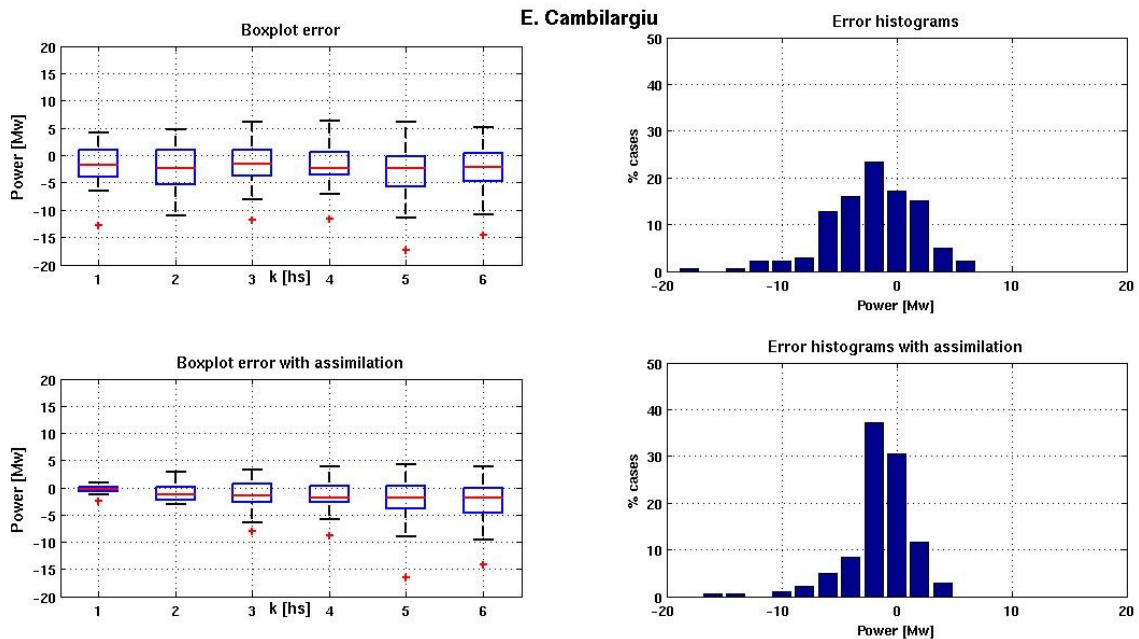 E. Cambilargiu
Boxplot error
20
15
10
5
0
-5
-10
-15
-20
Power [Mw]
1 2 3 4 5 6
k [hs]
Error histograms
50
40
30
20
10
0
% cases
-20 -10 0 10 20
Power [Mw]
Boxplot error with assimilation
20
15
10
5
0
-5
-10
-15
-20
Power [Mw]
1 2 3 4 5 6
k [hs]
Error histograms with assimilation
50
40
30
20
10
0
% cases
-20 -10 0 10 20
Power [Mw]